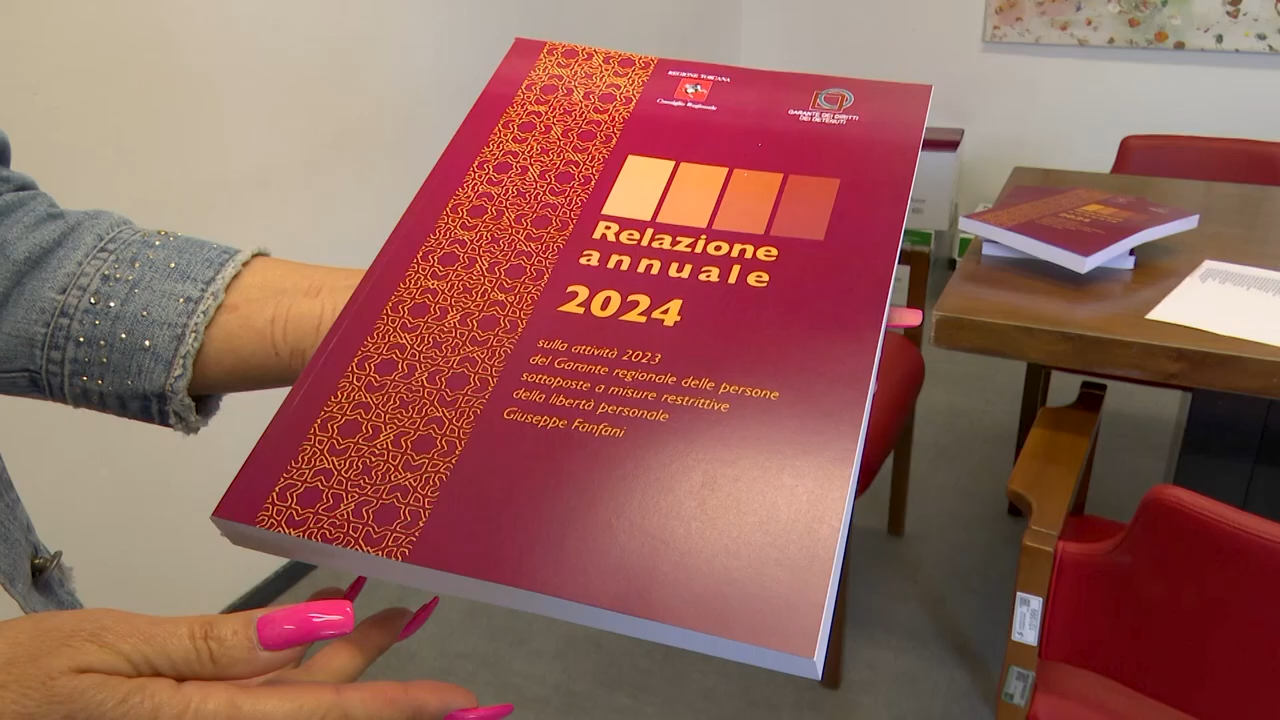 REGIONE TOSCANA
Consiglio Regionale
GARANTE DEI DIRITTI
DEI DETENUTI
Relazione
annuale
2024
sulla attività 2023
del Garante regionale delle persone
sottoposte a misure restrittive
della libertà personale
Giuseppe Fanfani
2024